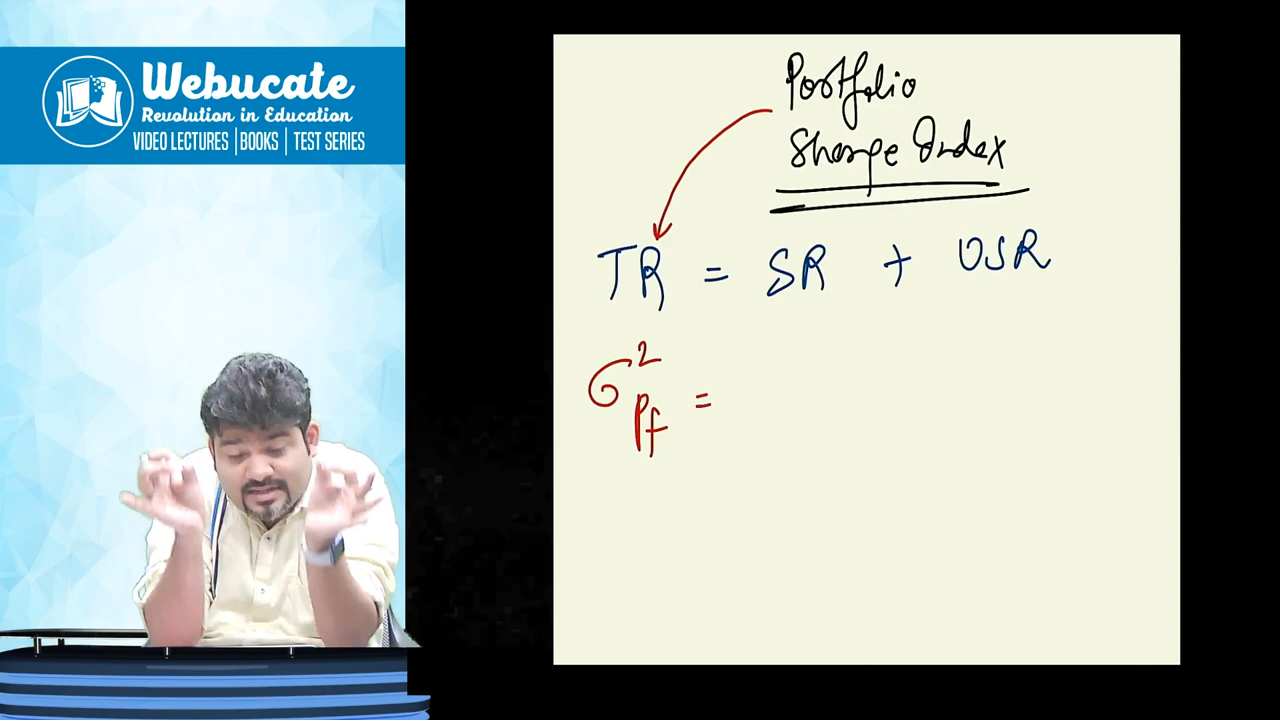 Webucate
Revolution in Education
VIDEO LECTURES | BOOKS | TEST SERIES
Portfolio
Sharpe Index
TR = SR + USR
σ²pf =